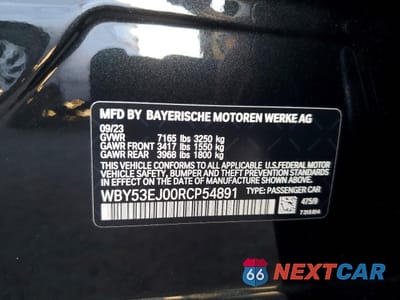 MFD BY BAYERISCHE MOTOREN WERKE AG
09/23
GVWR 7165 lbs 3250 kg
GAWR FRONT 3417 lbs 1550 kg
GAWR REAR 3968 lbs 1800 kg
THIS VEHICLE CONFORMS TO ALL APPLICABLE U.S. FEDERAL MOTOR
VEHICLE SAFETY, BUMPER, AND THEFT PREVENTION STANDARDS IN
EFFECT ON THE DATE OF MANUFACTURE SHOWN ABOVE.
WBY53EJ00RCP54891 TYPE: PASSENGER CAR
475/9
66 NEXTCAR